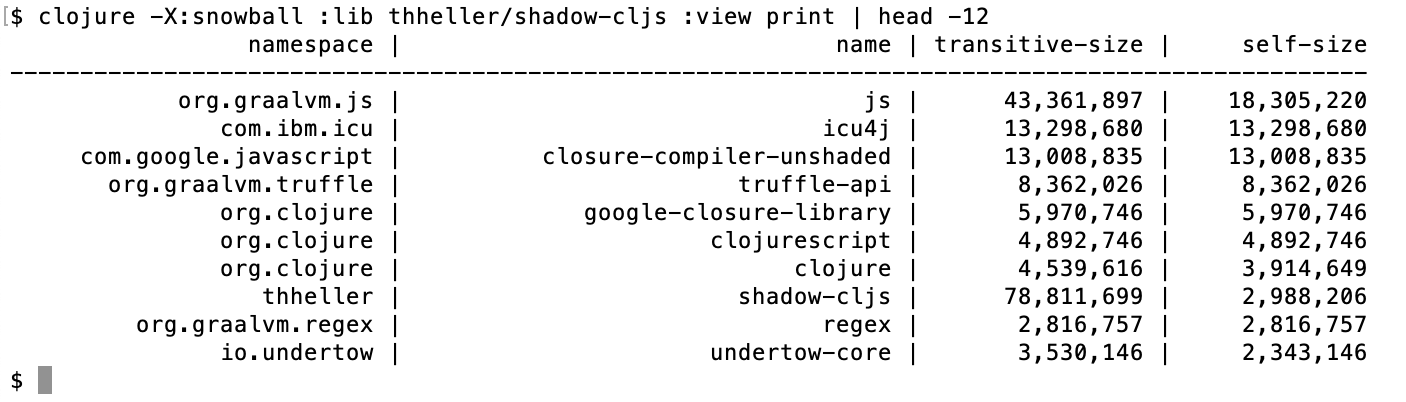 [$ clojure -X:snowball :lib thheller/shadow-cljs :view print | head -12
namespace | name | transitive-size | self-size
-------------------------------------------------------------------------------------------------
org.graalvm.js | js | 43,361,897 | 18,305,220
com.ibm.icu | icu4j | 13,298,680 | 13,298,680
com.google.javascript | closure-compiler-unshaded | 13,008,835 | 13,008,835
org.graalvm.truffle | truffle-api | 8,362,026 | 8,362,026
org.clojure | google-closure-library | 5,970,746 | 5,970,746
org.clojure | clojurescript | 4,892,746 | 4,892,746
org.clojure | clojure | 4,539,616 | 3,914,649
thheller | shadow-cljs | 78,811,699 | 2,988,206
org.graalvm.regex | regex | 2,816,757 | 2,816,757
io.undertow | undertow-core | 3,530,146 | 2,343,146
$